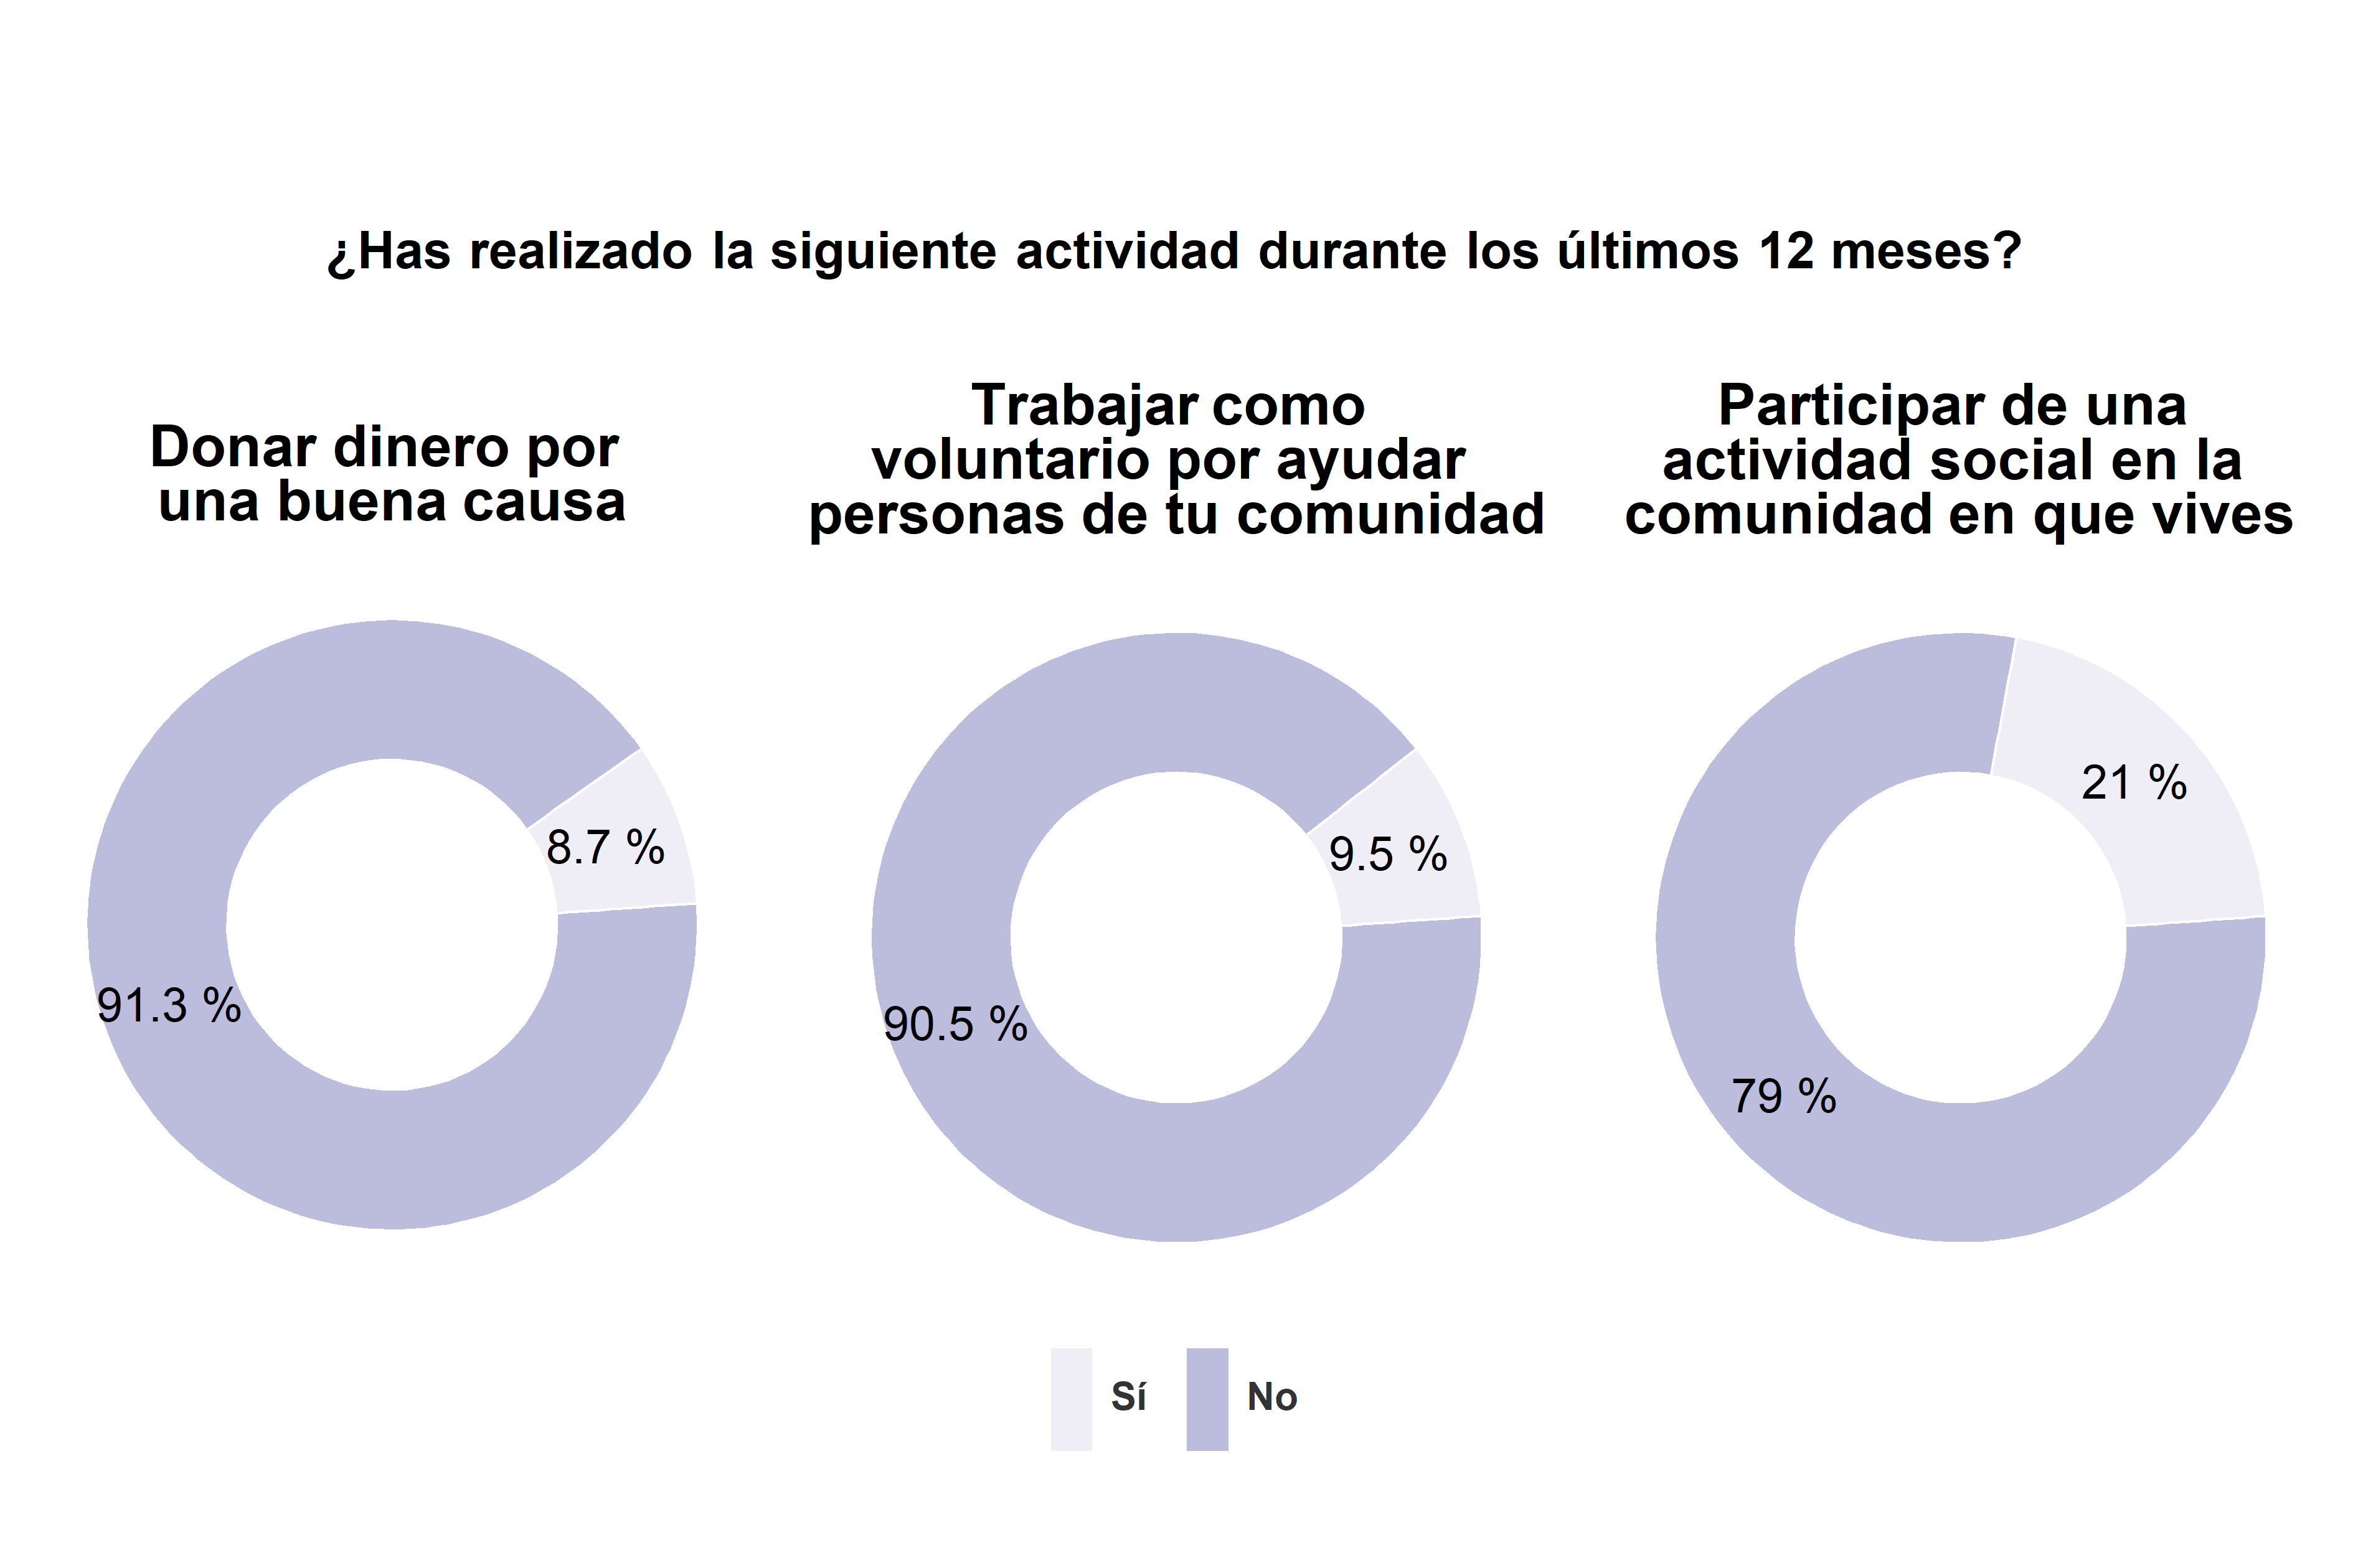 ¿Has realizado la siguiente actividad durante los últimos 12 meses?
Donar dinero por
una buena causa
Trabajar como
voluntario por ayudar
personas de tu comunidad
Participar de una
actividad social en la
comunidad en que vives
8.7 %
91.3 %
9.5 %
90.5 %
21 %
79 %
Sí
No